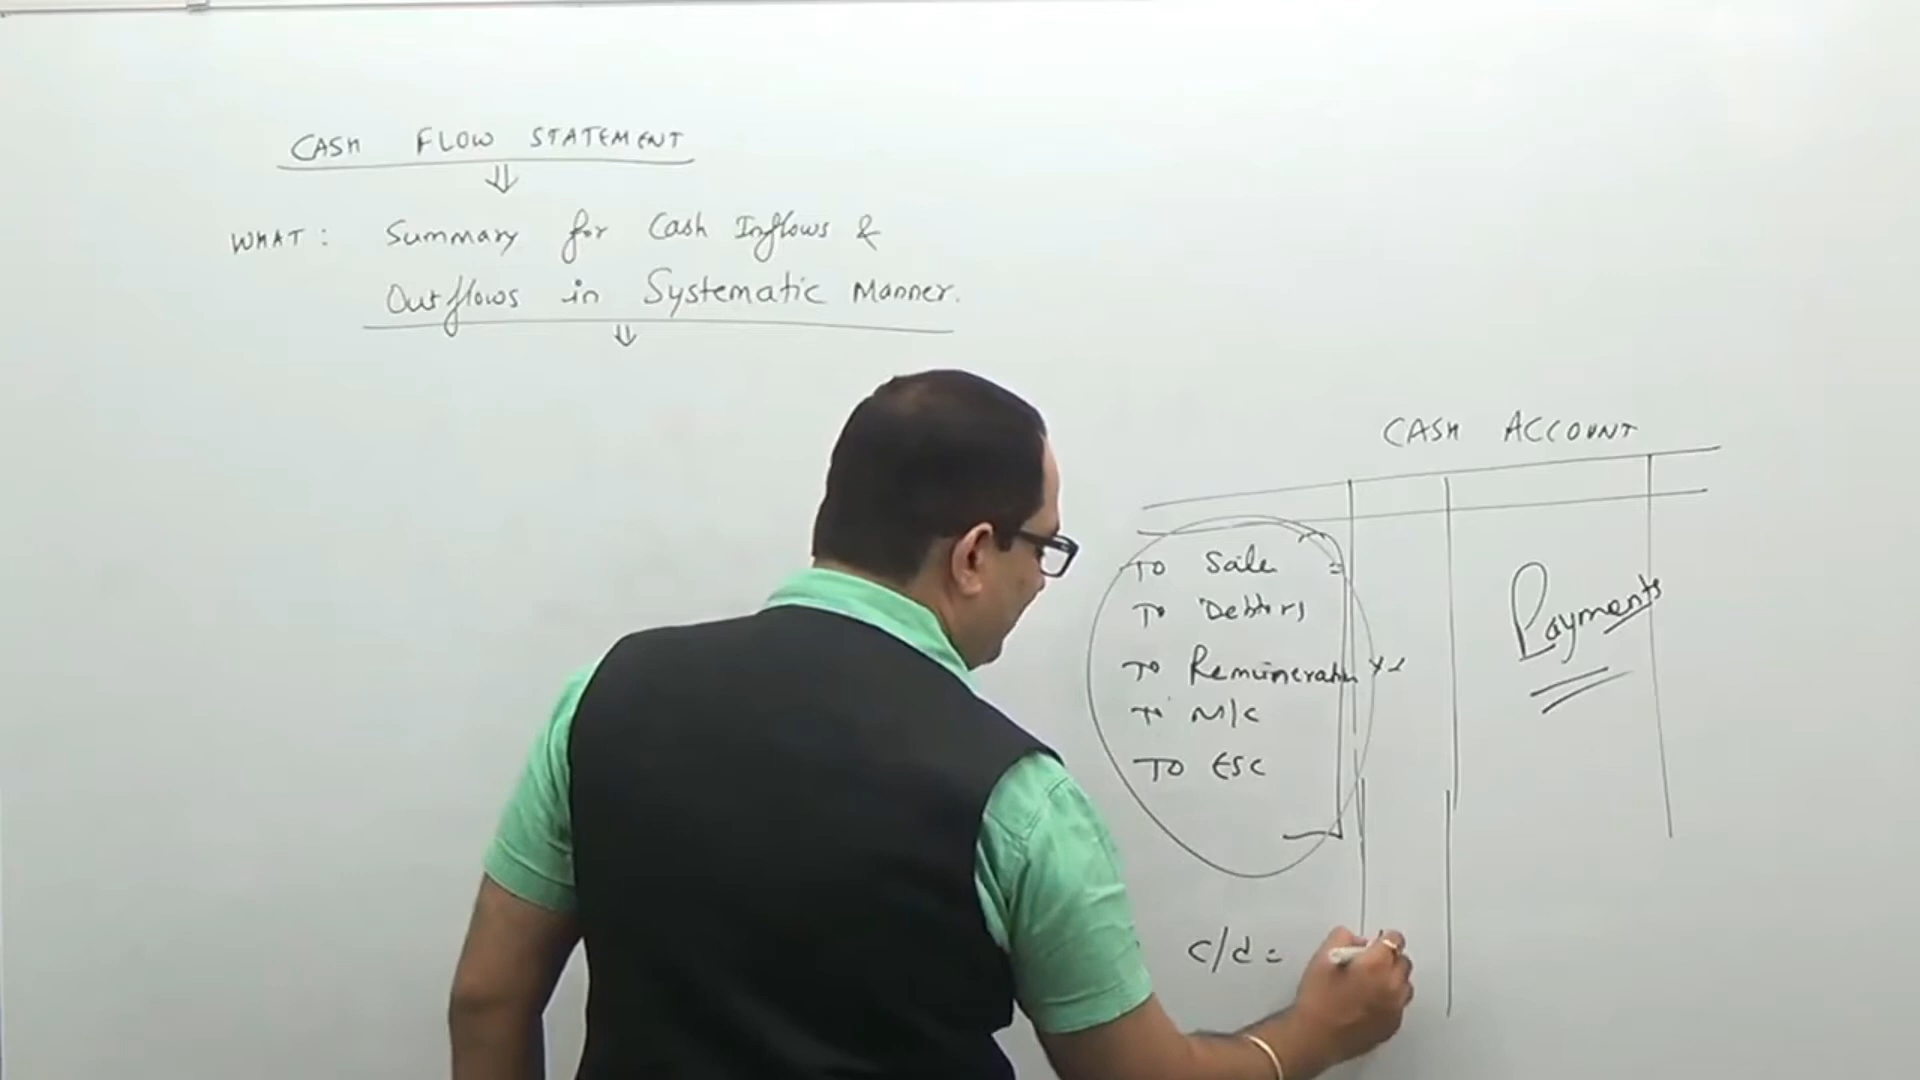 CASH FLOW STATEMENT
WHAT: Summary for Cash Inflows &
Outflows in Systematic Manner.
CASH ACCOUNT
To Sale =
To Debtors
To Remuneration
To M/C
TO ESC
Payments
c/d =